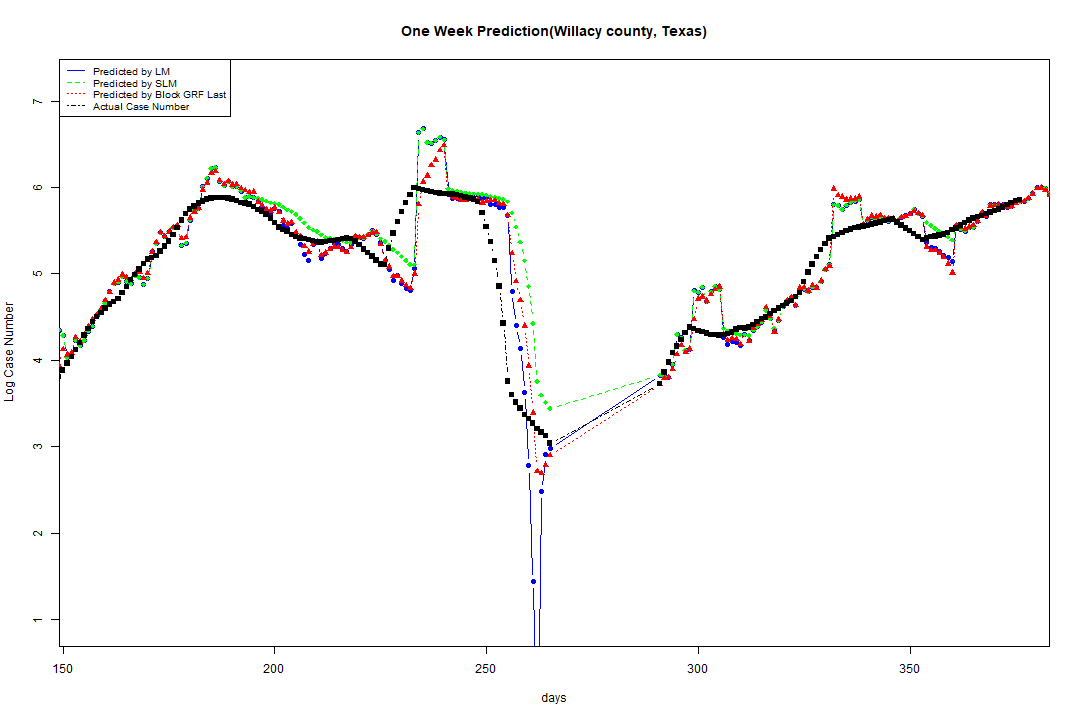 One Week Prediction(Willacy county, Texas)
Predicted by LM
Predicted by SLM
Predicted by Block GRF Last
Actual Case Number
7
6
5
4
3
2
1
Log Case Number
150 200 250 300 350
days